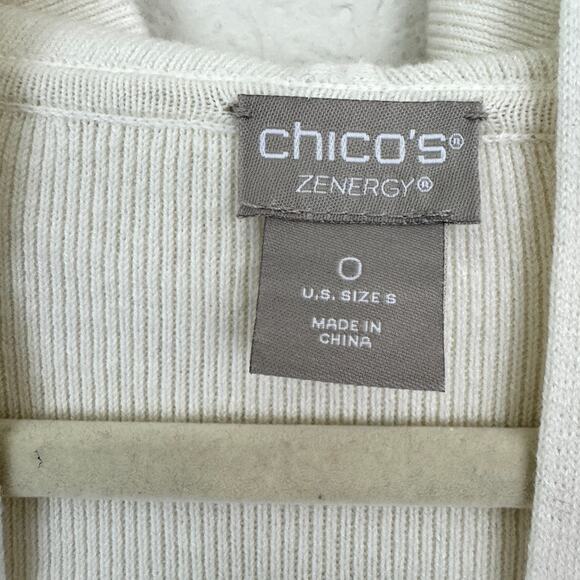 chico's®
ZENERGY®
0
U.S. SIZE S
MADE IN
CHINA